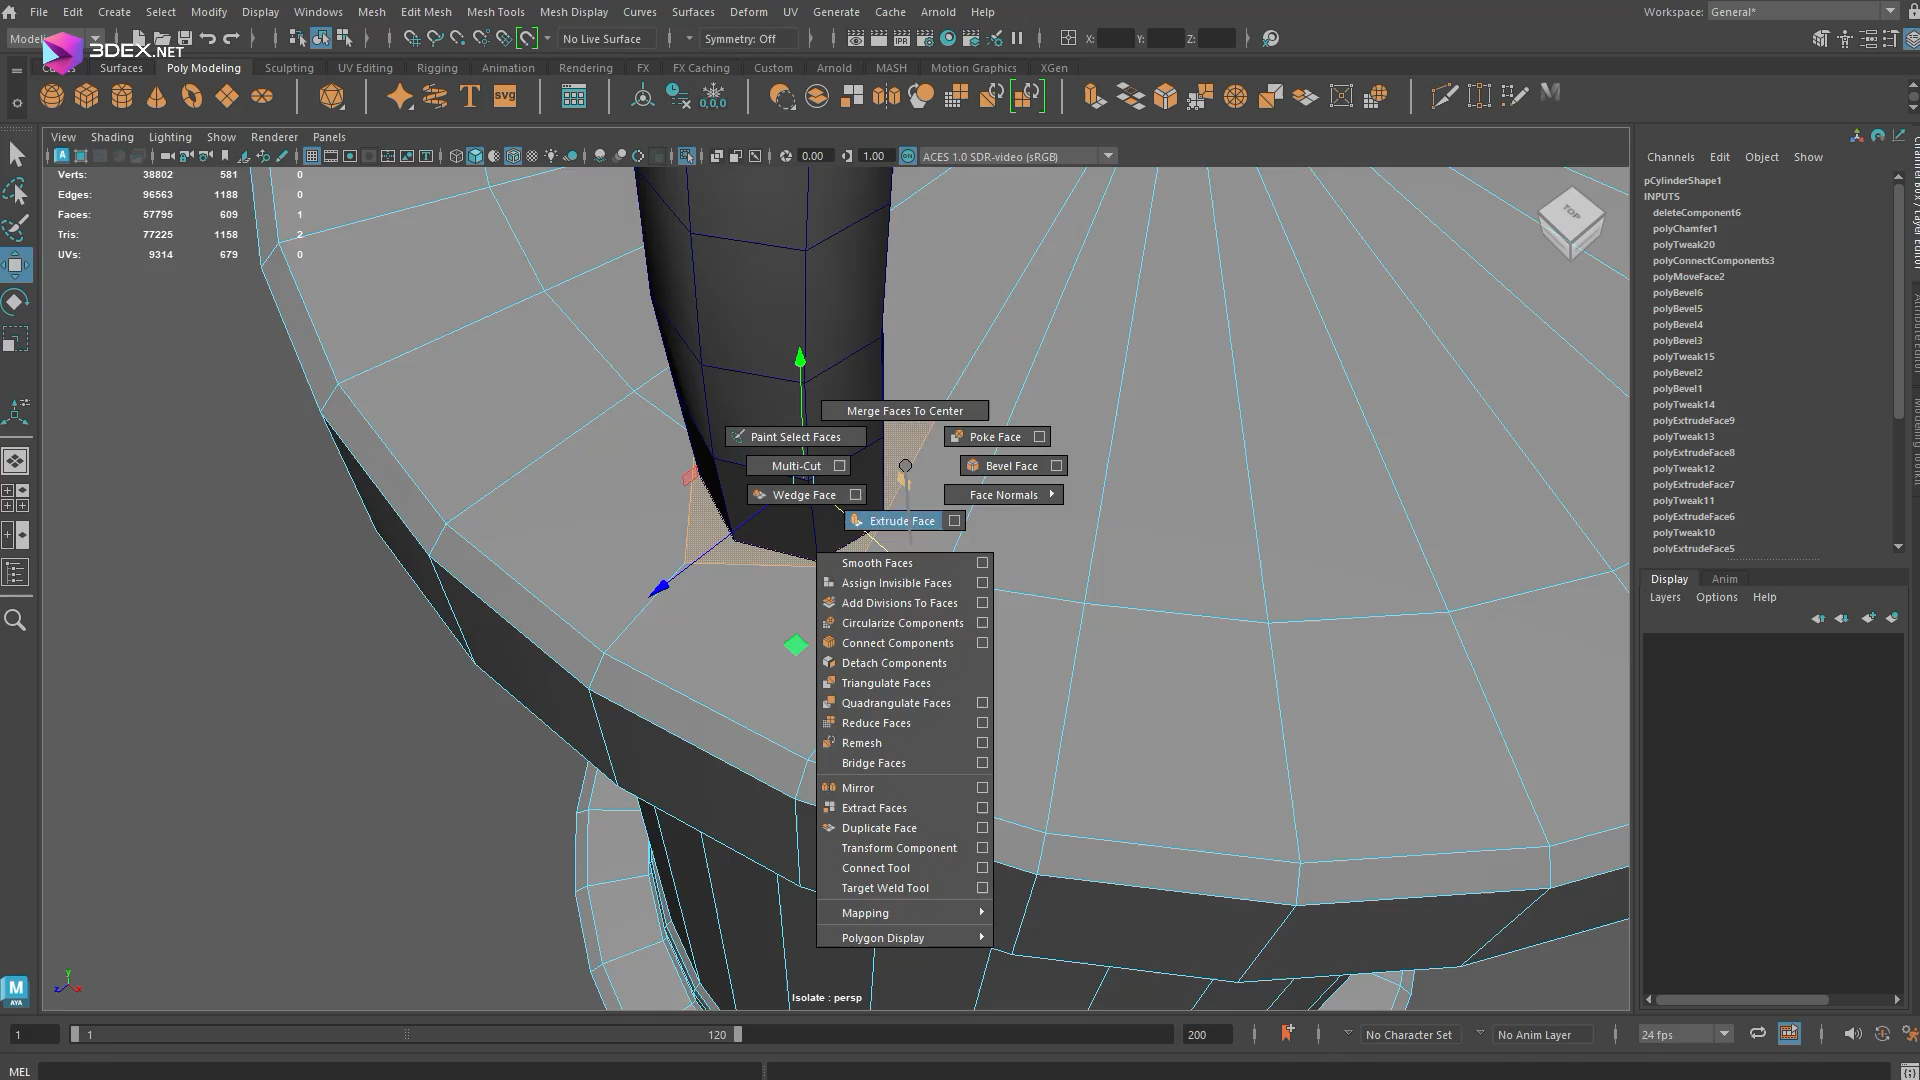 File Edit Create Select Modify Display Windows Mesh Edit Mesh Mesh Tools Mesh Display Curves Surfaces Deform UV Generate Cache Arnold Help
Workspace: General*
3DEX.NET
No Live Surface
Symmetry: Off
X: Y: Z:
Surfaces Poly Modeling Sculpting UV Editing Rigging Animation Rendering FX FX Caching Custom Arnold MASH Motion Graphics XGen
T svg 0,0,0
View Shading Lighting Show Renderer Panels
0.00 1.00 ACES 1.0 SDR-video (sRGB)
Verts: 38802 581 0
Edges: 96563 1188 0
Faces: 57795 609 1
Tris: 77225 1158 2
UVs: 9314 679 0
TOP
Merge Faces To Center
Paint Select Faces
Poke Face
Multi-Cut
Bevel Face
Wedge Face
Face Normals
Extrude Face
Smooth Faces
Assign Invisible Faces
Add Divisions To Faces
Circularize Components
Connect Components
Detach Components
Triangulate Faces
Quadrangulate Faces
Reduce Faces
Remesh
Bridge Faces
Mirror
Extract Faces
Duplicate Face
Transform Component
Connect Tool
Target Weld Tool
Mapping
Polygon Display
Isolate : persp
Channels Edit Object Show
pCylinderShape1
INPUTS
deleteComponent6
polyChamfer1
polyTweak20
polyConnectComponents3
polyMoveFace2
polyBevel6
polyBevel5
polyBevel4
polyBevel3
polyTweak15
polyBevel2
polyBevel1
polyTweak14
polyExtrudeFace9
polyTweak13
polyExtrudeFace8
polyTweak12
polyExtrudeFace7
polyTweak11
polyExtrudeFace6
polyTweak10
polyExtrudeFace5
Display Anim
Layers Options Help
M
AYA
1 1 120 200
No Character Set
No Anim Layer
24 fps
MEL